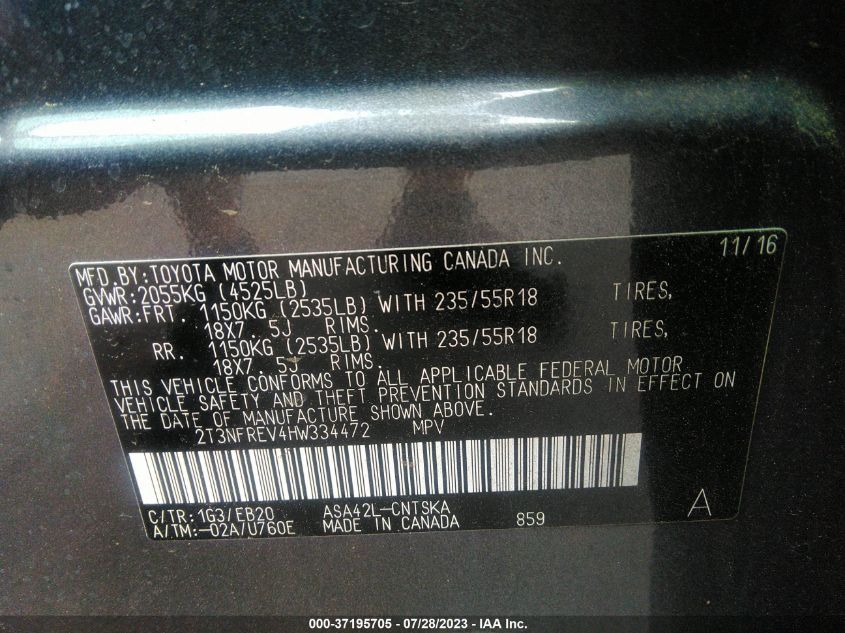 11/16
MFD.BY:TOYOTA MOTOR MANUFACTURING CANADA INC.
GVWR:2055KG (4525LB)
GAWR:FRT. 1150KG (2535LB) WITH 235/55R18 TIRES,
18X7.5J RIMS.
RR. 1150KG (2535LB) WITH 235/55R18 TIRES,
18X7.5J RIMS.
THIS VEHICLE CONFORMS TO ALL APPLICABLE FEDERAL MOTOR
VEHICLE SAFETY AND THEFT PREVENTION STANDARDS IN EFFECT ON
THE DATE OF MANUFACTURE SHOWN ABOVE.
2T3NFREV4HW334472 MPV
C/TR:1G3/EB20 ASA42L-CNTSKA A
A/TM:-02A/U760E MADE IN CANADA 859
000-37195705 / 07/28/2023 - IAA Inc.